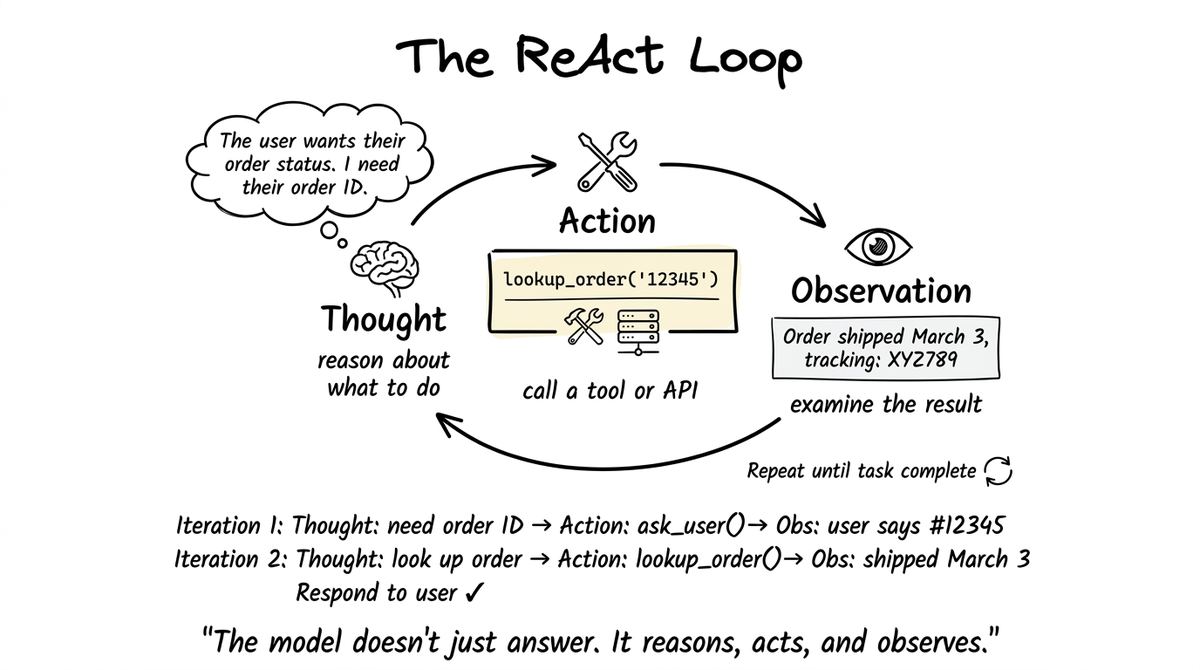 The ReAct Loop
The user wants their
order status. I need
their order ID.
Thought
reason about
what to do
Action
lookup_order('12345')
call a tool or API
Observation
Order shipped March 3,
tracking: XYZ789
examine the result
Repeat until task complete
Iteration 1: Thought: need order ID → Action: ask_user()→ Obs: user says #12345
Iteration 2: Thought: look up order → Action: lookup_order()→ Obs: shipped March 3
Respond to user ✓
"The model doesn't just answer. It reasons, acts, and observes."